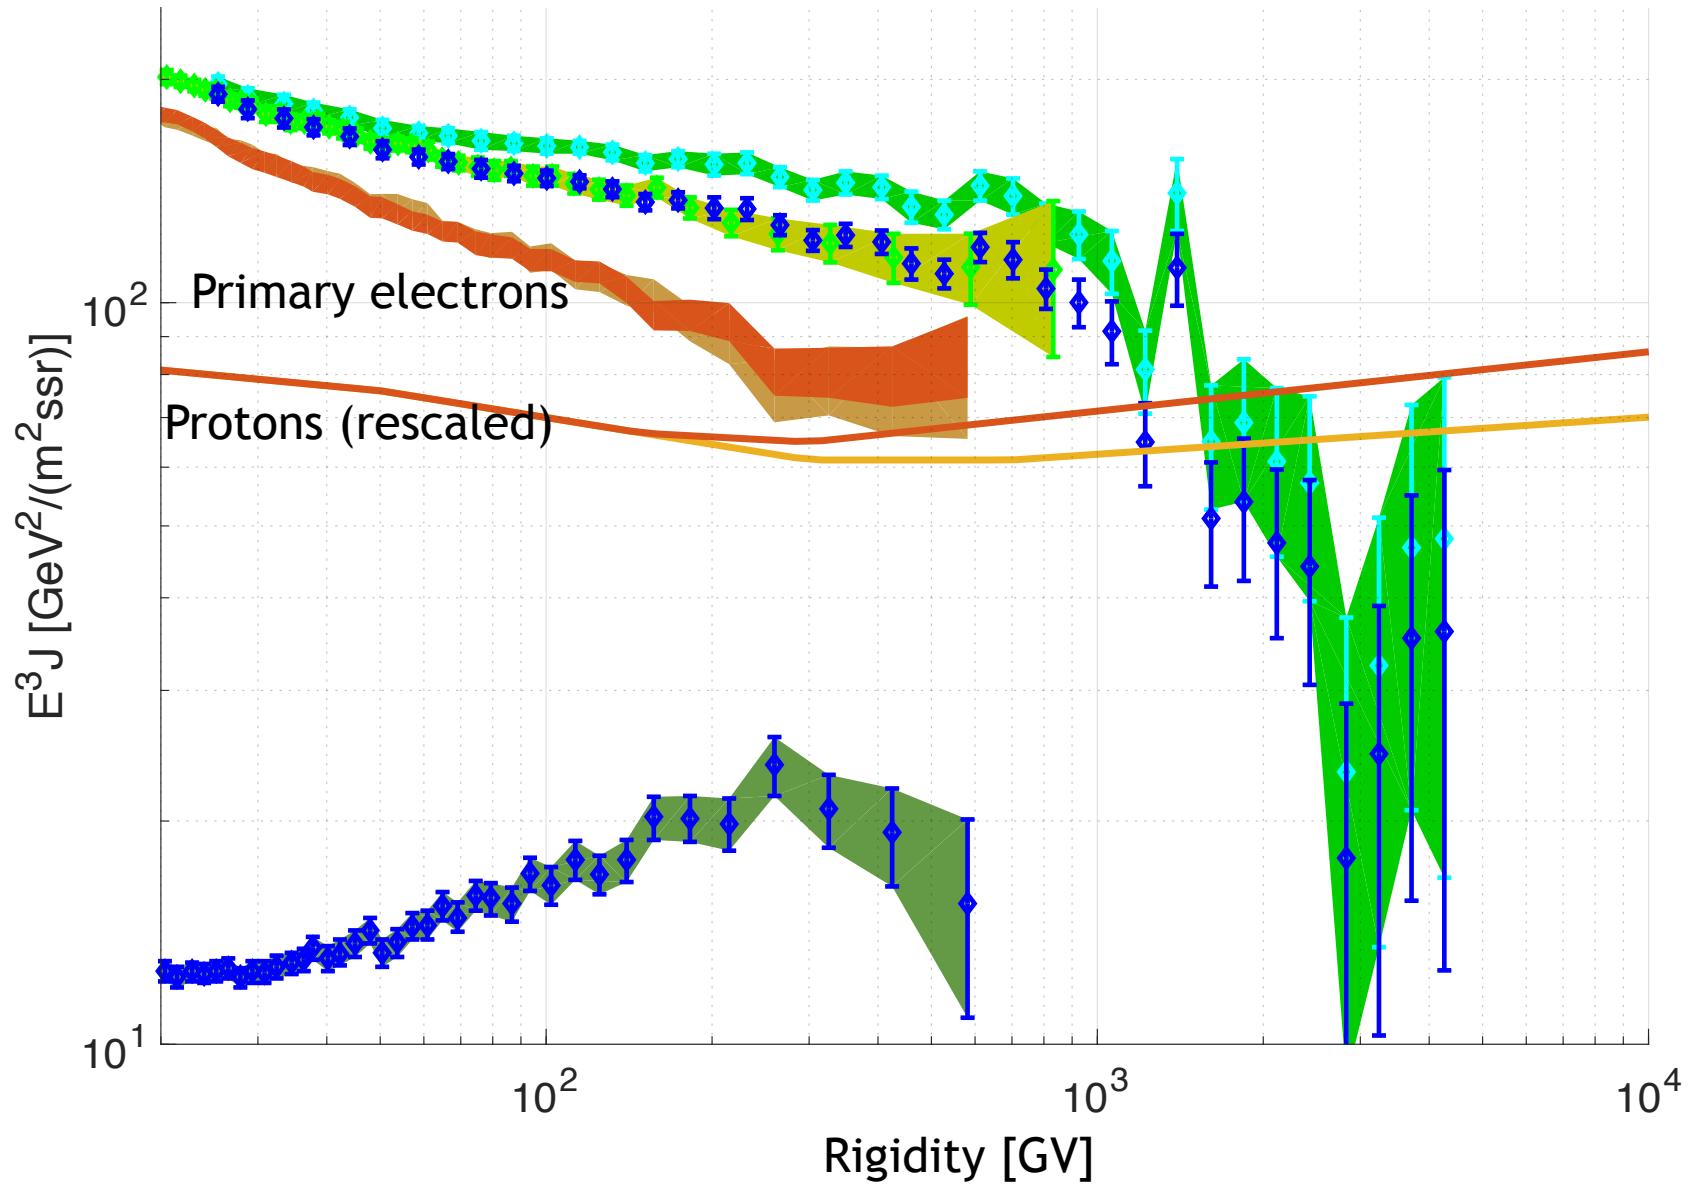 E³J [GeV²/(m²ssr)]
10²
Primary electrons
Protons (rescaled)
10¹
10² 10³ 10⁴
Rigidity [GV]